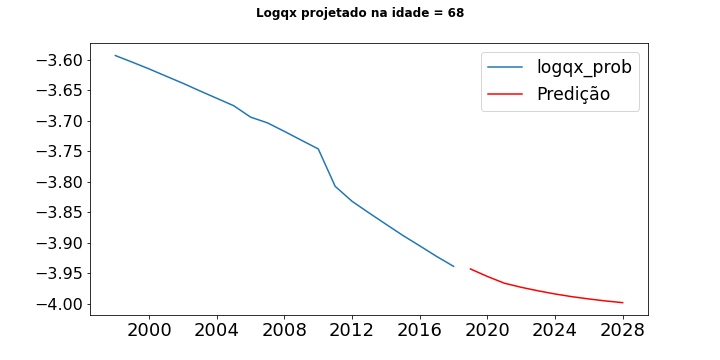 Logqx projetado na idade = 68
logqx_prob
Predição
−3.60
−3.65
−3.70
−3.75
−3.80
−3.85
−3.90
−3.95
−4.00
2000 2004 2008 2012 2016 2020 2024 2028